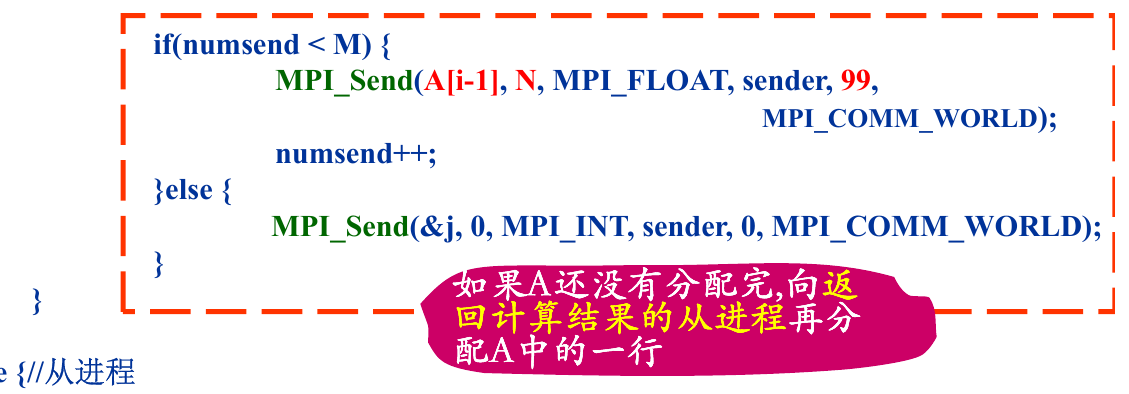 if(numsend < M) {
MPI_Send(A[i-1], N, MPI_FLOAT, sender, 99,
MPI_COMM_WORLD);
numsend++;
}else {
MPI_Send(&j, 0, MPI_INT, sender, 0, MPI_COMM_WORLD);
}
如果A还没有分配完,向返
回计算结果的从进程再分
配A中的一行
}
e {//从进程